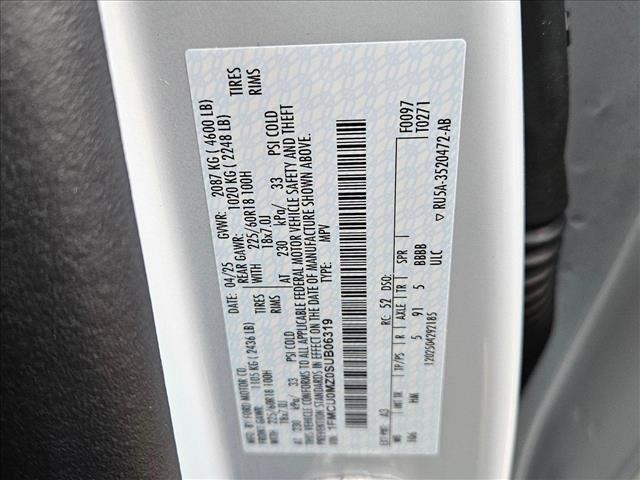 MFD. BY FORD MOTOR CO.
DATE: 04/25 GVWR: 2087 KG ( 4600 LB)
FRONT GAWR: 1105 KG ( 2436 LB) REAR GAWR: 1020 KG ( 2248 LB)
WITH 225/60R18 100H TIRES WITH 225/60R18 100H TIRES
18x7.0J RIMS 18x7.0J RIMS
AT 230 kPa/ 33 PSI COLD AT 230 kPa/ 33 PSI COLD
THIS VEHICLE CONFORMS TO ALL APPLICABLE FEDERAL MOTOR VEHICLE SAFETY AND THEFT
PREVENTION STANDARDS IN EFFECT ON THE DATE OF MANUFACTURE SHOWN ABOVE.
VIN: 1FMCU0MZ0SUB06319 TYPE: MPV
F0097
T0271
EXT PNT: A3 RC: 52 DSO:
WB INT TR TP/PS R AXLE TR SPR
106 HM 5 91 5 BBBB
ULC
1202504292185 ▽ RU5A-3520472-AB